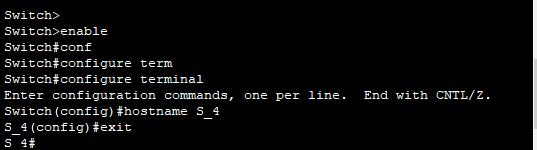 Switch>
Switch>enable
Switch#conf
Switch#configure term
Switch#configure terminal
Enter configuration commands, one per line.  End with CNTL/Z.
Switch(config)#hostname S_4
S_4(config)#exit
S_4#